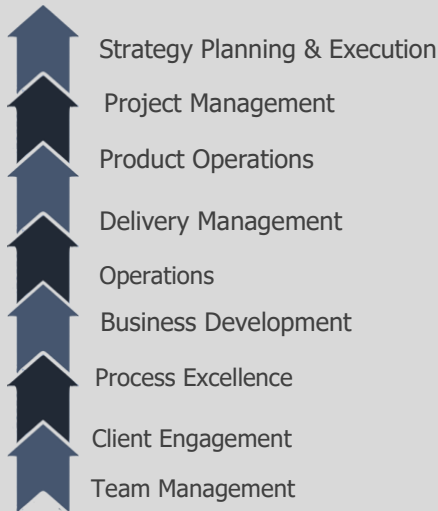 Strategy Planning & Execution
Project Management
Product Operations
Delivery Management
Operations
Business Development
Process Excellence
Client Engagement
Team Management